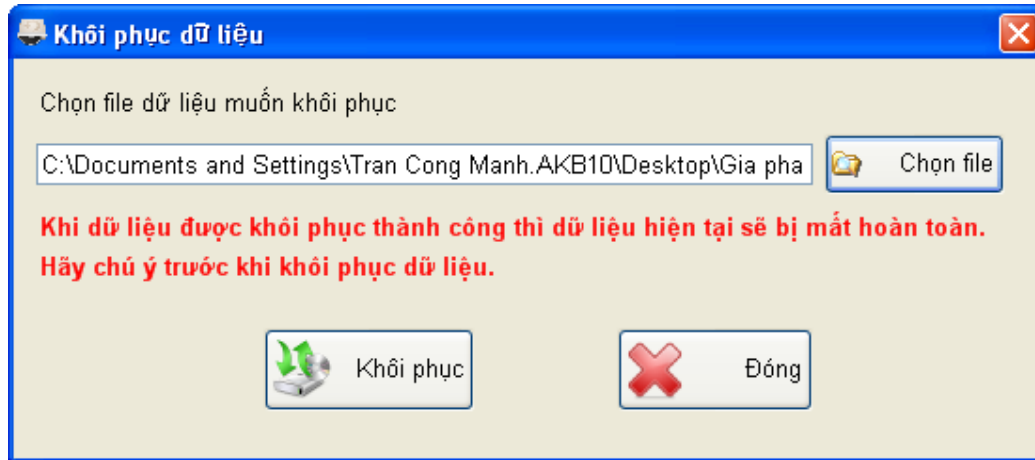 Khôi phục dữ liệu
Chọn file dữ liệu muốn khôi phục
C:\Documents and Settings\Tran Cong Manh.AKB10\Desktop\Gia pha
Chọn file
Khi dữ liệu được khôi phục thành công thì dữ liệu hiện tại sẽ bị mất hoàn toàn.
Hãy chú ý trước khi khôi phục dữ liệu.
Khôi phục
Đóng